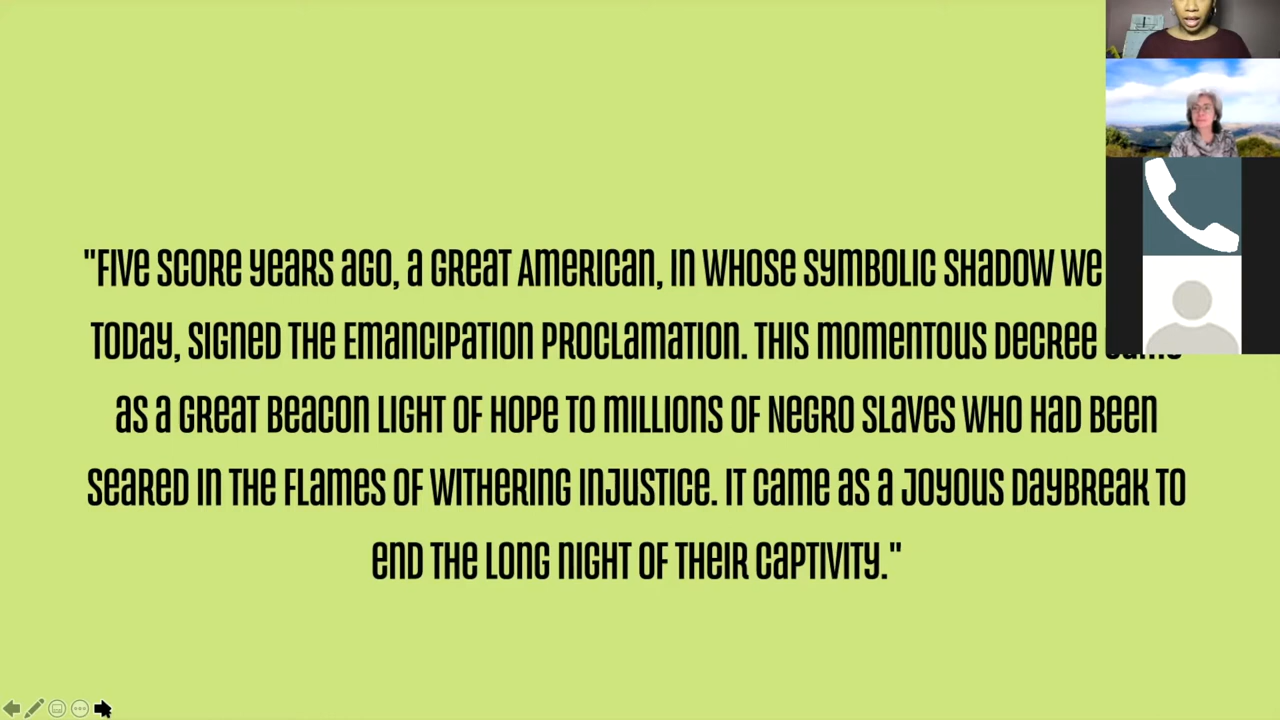 "Five score years ago, a great American, in whose symbolic shadow we
today, signed the Emancipation Proclamation. This momentous decree
as a great beacon light of hope to millions of Negro slaves who had been
seared in the flames of withering injustice. It came as a joyous daybreak to
end the long night of their captivity."